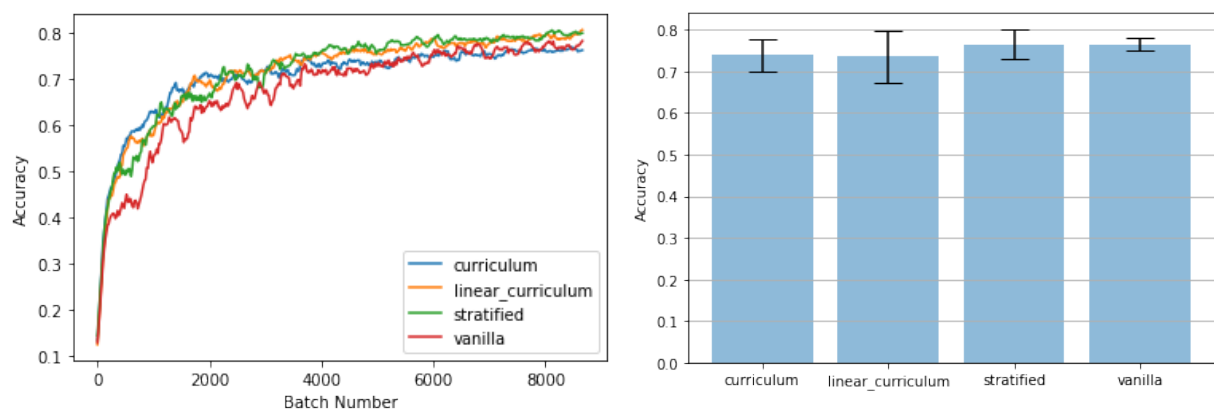 0.8
0.7
0.6
0.5
0.4
0.3
0.2
0.1
Accuracy
curriculum
linear_curriculum
stratified
vanilla
0 2000 4000 6000 8000
Batch Number
0.8
0.7
0.6
0.5
0.4
0.3
0.2
0.1
0.0
Accuracy
curriculum linear_curriculum stratified vanilla